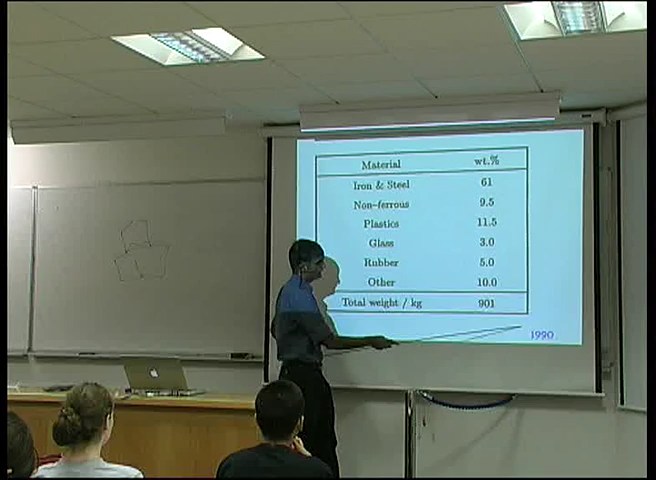 Material wt.%
Iron & Steel 61
Non-ferrous 9.5
Plastics 11.5
Glass 3.0
Rubber 5.0
Other 10.0
Total weight / kg 901
1990